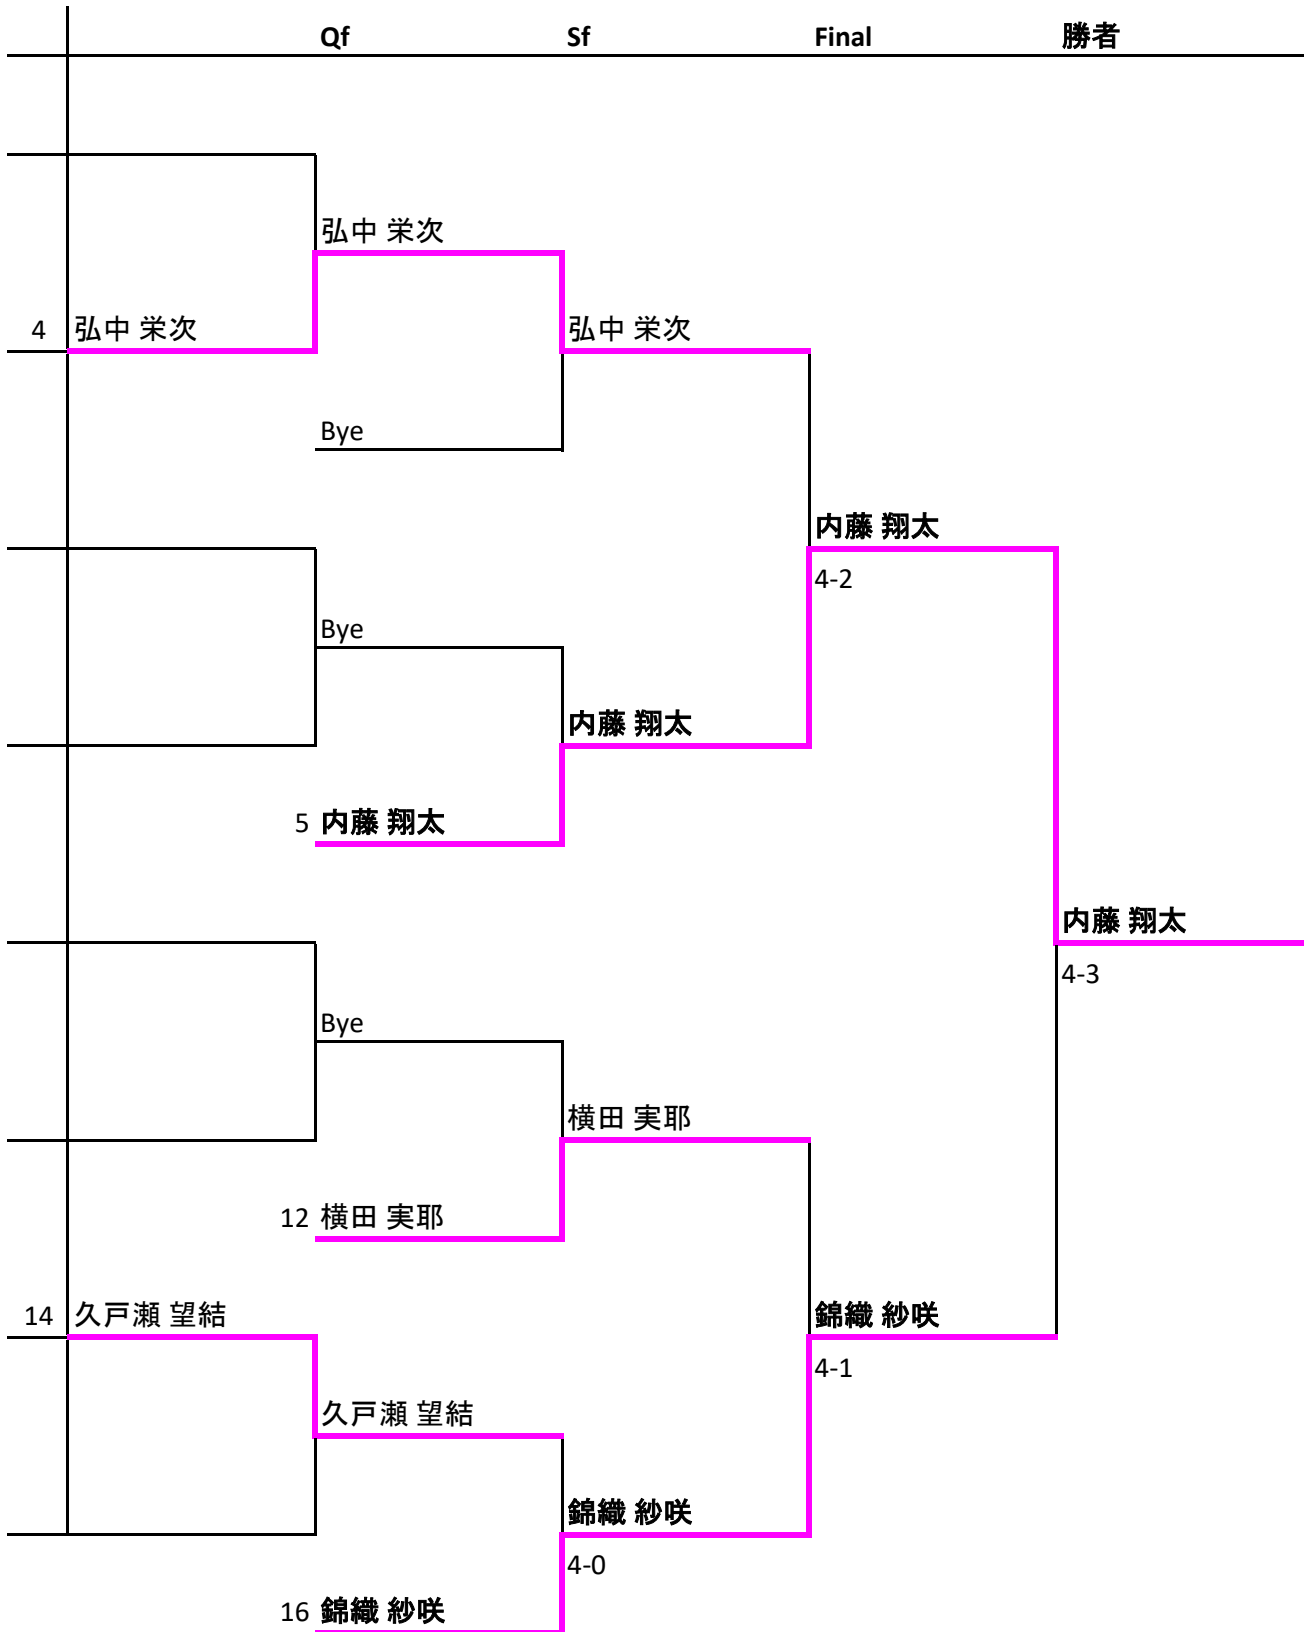 Qf Sf Final 勝者
弘中 栄次
4 弘中 栄次 弘中 栄次
Bye
内藤 翔太
4-2
Bye
内藤 翔太
5 内藤 翔太
内藤 翔太
4-3
Bye
横田 実耶
12 横田 実耶
14 久戸瀬 望結 錦織 紗咲
4-1
久戸瀬 望結
錦織 紗咲
4-0
16 錦織 紗咲